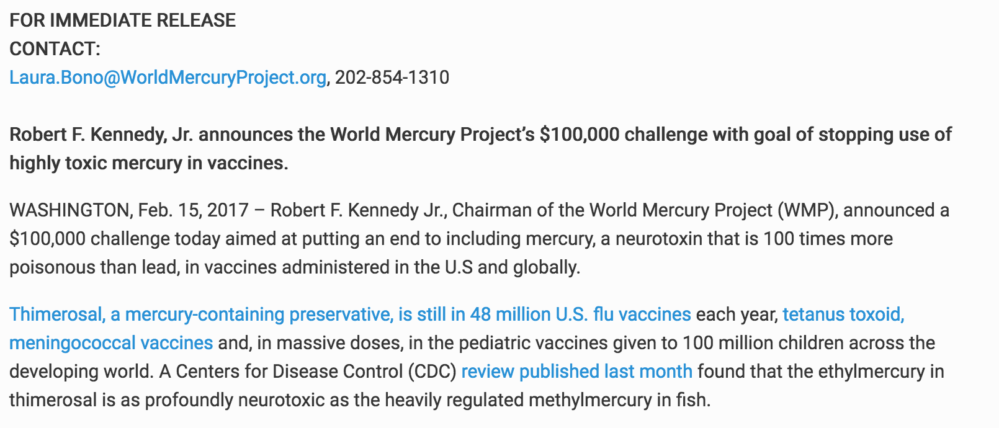 FOR IMMEDIATE RELEASE
CONTACT:
Laura.Bono@WorldMercuryProject.org, 202-854-1310
Robert F. Kennedy, Jr. announces the World Mercury Project’s $100,000 challenge with goal of stopping use of
highly toxic mercury in vaccines.
WASHINGTON, Feb. 15, 2017 – Robert F. Kennedy Jr., Chairman of the World Mercury Project (WMP), announced a
$100,000 challenge today aimed at putting an end to including mercury, a neurotoxin that is 100 times more
poisonous than lead, in vaccines administered in the U.S and globally.
Thimerosal, a mercury-containing preservative, is still in 48 million U.S. flu vaccines each year, tetanus toxoid,
meningococcal vaccines and, in massive doses, in the pediatric vaccines given to 100 million children across the
developing world. A Centers for Disease Control (CDC) review published last month found that the ethylmercury in
thimerosal is as profoundly neurotoxic as the heavily regulated methylmercury in fish.